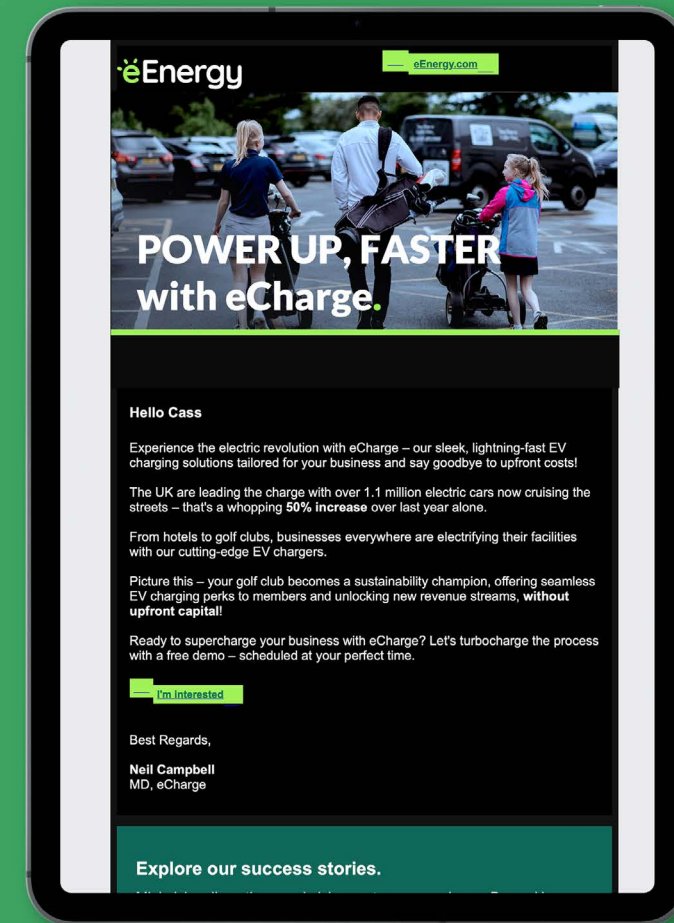 eEnergy
eEnergy.com
POWER UP, FASTER
with eCharge.
Hello Cass
Experience the electric revolution with eCharge – our sleek, lightning-fast EV
charging solutions tailored for your business and say goodbye to upfront costs!
The UK are leading the charge with over 1.1 million electric cars now cruising the
streets – that's a whopping 50% increase over last year alone.
From hotels to golf clubs, businesses everywhere are electrifying their facilities
with our cutting-edge EV chargers.
Picture this – your golf club becomes a sustainability champion, offering seamless
EV charging perks to members and unlocking new revenue streams, without
upfront capital!
Ready to supercharge your business with eCharge? Let's turbocharge the process
with a free demo – scheduled at your perfect time.
I'm interested
Best Regards,
Neil Campbell
MD, eCharge
Explore our success stories.